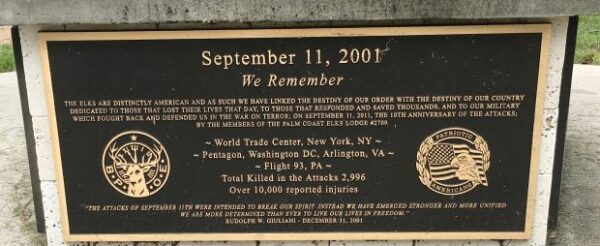 September 11, 2001
We Remember
THE ELKS ARE DISTINCTLY AMERICAN AND AS SUCH WE HAVE LINKED THE DESTINY OF OUR ORDER WITH THE DESTINY OF OUR COUNTRY
DEDICATED TO THOSE THAT LOST THEIR LIVES THAT DAY, TO THOSE THAT RESPONDED AND SAVED THOUSANDS, AND TO OUR MILITARY
WHICH FOUGHT BACK AND DEFENDED US IN THE WAR ON TERROR; ON SEPTEMBER 11, 2011, THE 10TH ANNIVERSARY OF THE ATTACKS;
BY THE MEMBERS OF THE PALM COAST ELKS LODGE #2709
~ World Trade Center, New York, NY ~
~ Pentagon, Washington DC, Arlington, VA ~
~ Flight 93, PA ~
Total Killed in the Attacks 2,996
Over 10,000 reported injuries
B.P.O.E.
PATRIOTIC
AMERICANS
"THE ATTACKS OF SEPTEMBER 11TH WERE INTENDED TO BREAK OUR SPIRIT INSTEAD WE HAVE EMERGED STRONGER AND MORE UNIFIED
WE ARE MORE DETERMINED THAN EVER TO LIVE OUR LIVES IN FREEDOM."
RUDOLPH W. GIULIANI - DECEMBER 31, 2001